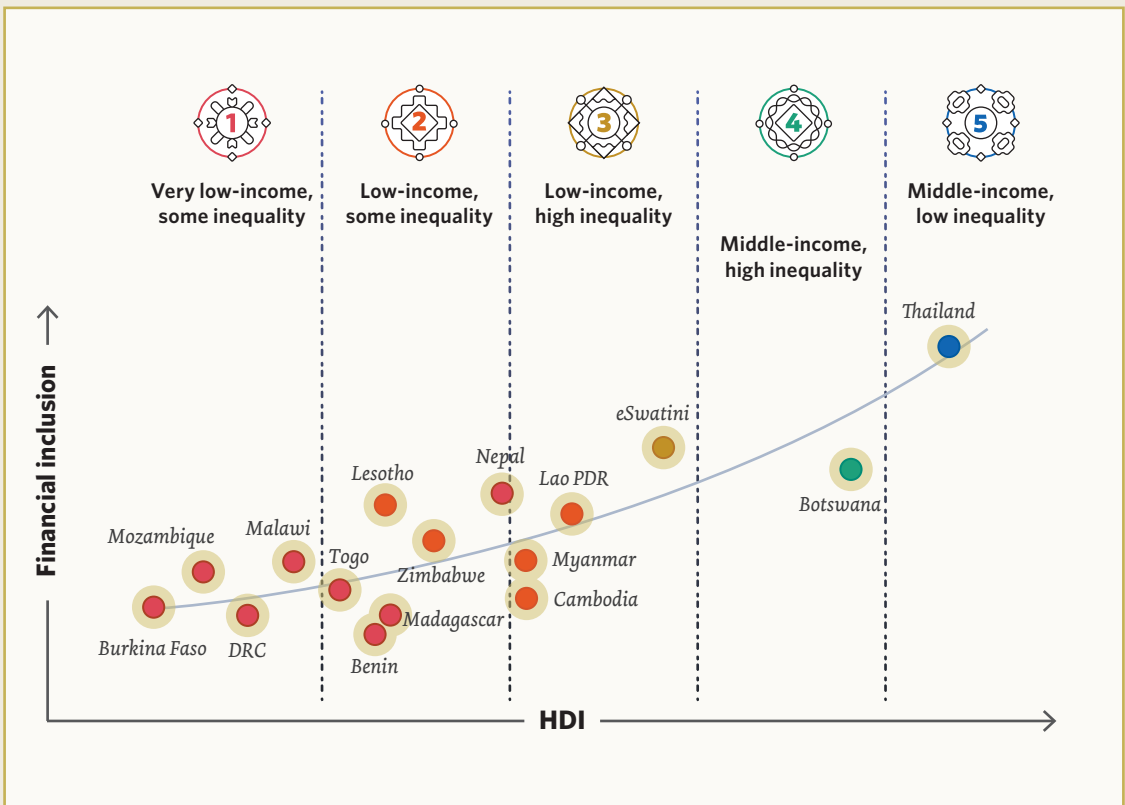 1
2
3
4
5
Very low-income,
some inequality
Low-income,
some inequality
Low-income,
high inequality
Middle-income,
high inequality
Middle-income,
low inequality
Financial inclusion
Thailand
eSwatini
Nepal
Lesotho
Lao PDR
Botswana
Mozambique
Malawi
Togo
Zimbabwe
Myanmar
Cambodia
Madagascar
Burkina Faso
DRC
Benin
HDI